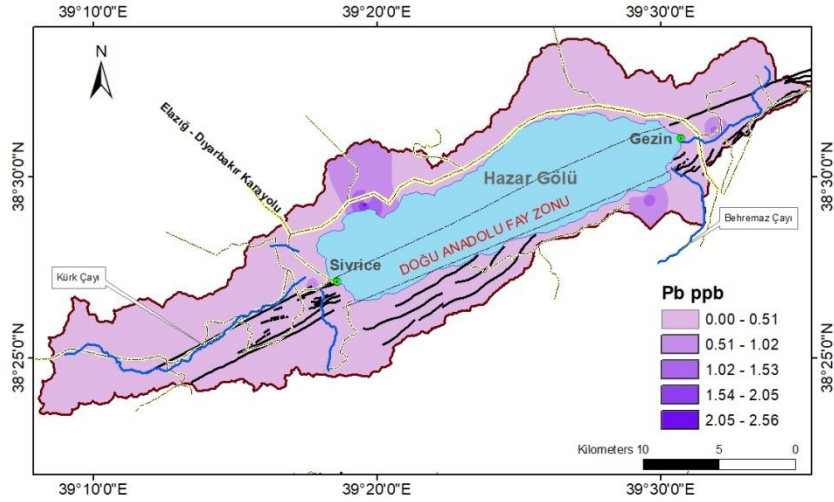 39°10'0"E
39°20'0"E
39°30'0"E
N
Elazığ - Diyarbakır Karayolu
Gezin
38°30'0"N
38°30'0"N
Hazar Gölü
DOĞU ANADOLU FAY ZONU
Behremaz Çayı
Sivrice
Kürk Çayı
Pb ppb
0.00 - 0.51
0.51 - 1.02
1.02 - 1.53
1.54 - 2.05
2.05 - 2.56
38°25'0"N
38°25'0"N
Kilometers 10 5 0
39°10'0"E
39°20'0"E
39°30'0"E